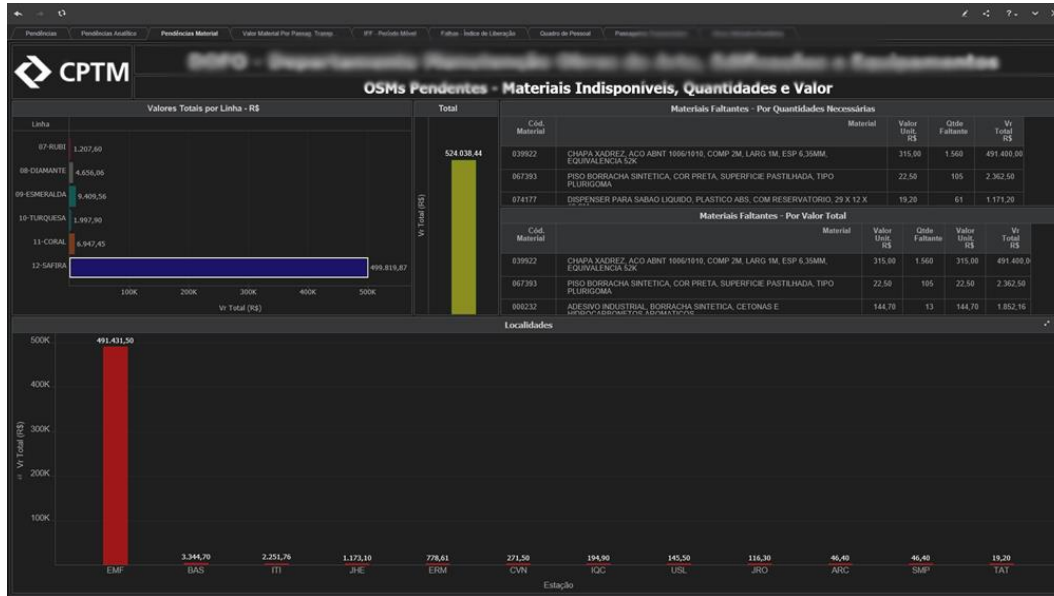 Pendências
Pendências Analítico
Pendências Material
Valor Material Por Passag. Transp.
IFF - Período Móvel
Faltas - Índice de Liberação
Quadro de Pessoal
CPTM
OSMs Pendentes - Materiais Indisponíveis, Quantidades e Valor
Valores Totais por Linha - R$
Linha
07-RUBI 1.207,60
08-DIAMANTE 4.656,06
09-ESMERALDA 9.409,56
10-TURQUESA 1.997,90
11-CORAL 6.947,45
12-SAFIRA 499.819,87
100K 200K 300K 400K 500K
Vr Total (R$)
Total
524.038,44
Vr Total (R$)
Materiais Faltantes - Por Quantidades Necessárias
Cód. Material Material Valor Unit. R$ Qtde Faltante Vr Total R$
039922 CHAPA XADREZ, ACO ABNT 1006/1010, COMP 2M, LARG 1M, ESP 6,35MM, 315,00 1.560 491.400,00
EQUIVALENCIA 52K
067393 PISO BORRACHA SINTETICA, COR PRETA, SUPERFICIE PASTILHADA, TIPO 22,50 105 2.362,50
PLURIGOMA
074177 DISPENSER PARA SABAO LIQUIDO, PLASTICO ABS, COM RESERVATORIO, 29 X 12 X 19,20 61 1.171,20
Materiais Faltantes - Por Valor Total
Cód. Material Material Valor Unit. R$ Qtde Faltante Valor Unit. R$ Vr Total R$
039922 CHAPA XADREZ, ACO ABNT 1006/1010, COMP 2M, LARG 1M, ESP 6,35MM, 315,00 1.560 315,00 491.400,0
EQUIVALENCIA 52K
067393 PISO BORRACHA SINTETICA, COR PRETA, SUPERFICIE PASTILHADA, TIPO 22,50 105 22,50 2.362,50
PLURIGOMA
000232 ADESIVO INDUSTRIAL, BORRACHA SINTETICA, CETONAS E 144,70 13 144,70 1.852,16
HIDROCARBONETOS AROMATICOS
Localidades
500K
400K
300K
200K
100K
Vr Total (R$)
491.431,50 3.344,70 2.251,76 1.173,10 778,61 271,50 194,90 145,50 116,30 46,40 46,40 19,20
EMF BAS ITI JHE ERM CVN IQC USL JRO ARC SMP TAT
Estação